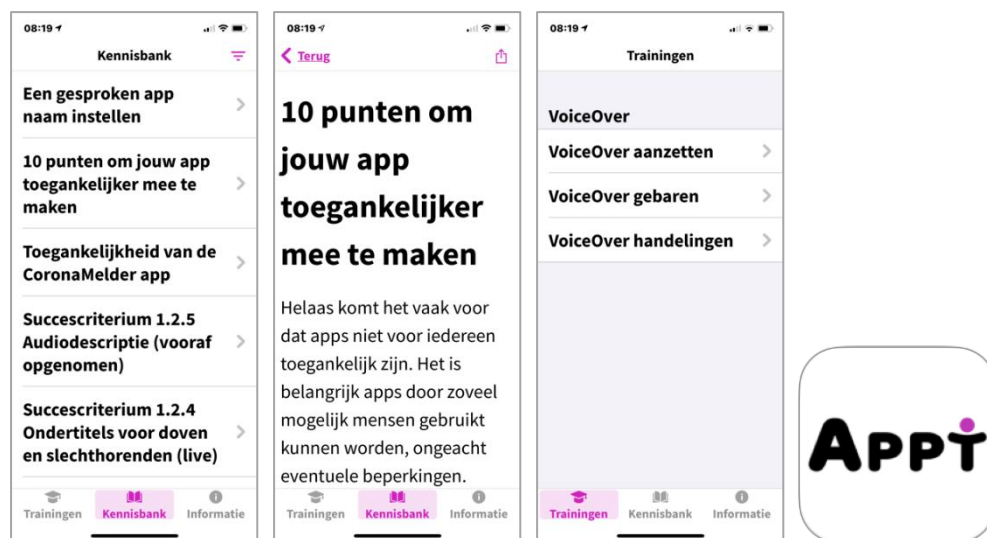 08:19
Kennisbank
Een gesproken app
naam instellen
10 punten om jouw app
toegankelijker mee te
maken
Toegankelijkheid van de
CoronaMelder app
Succescriterium 1.2.5
Audiodescriptie (vooraf
opgenomen)
Succescriterium 1.2.4
Ondertitels voor doven
en slechthorenden (live)
Trainingen Kennisbank Informatie
08:19
Terug
10 punten om
jouw app
toegankelijker
mee te maken
Helaas komt het vaak voor
dat apps niet voor iedereen
toegankelijk zijn. Het is
belangrijk apps door zoveel
mogelijk mensen gebruikt
kunnen worden, ongeacht
eventuele beperkingen.
Trainingen Kennisbank Informatie
08:19
Trainingen
VoiceOver
VoiceOver aanzetten
VoiceOver gebaren
VoiceOver handelingen
Trainingen Kennisbank Informatie
APPT